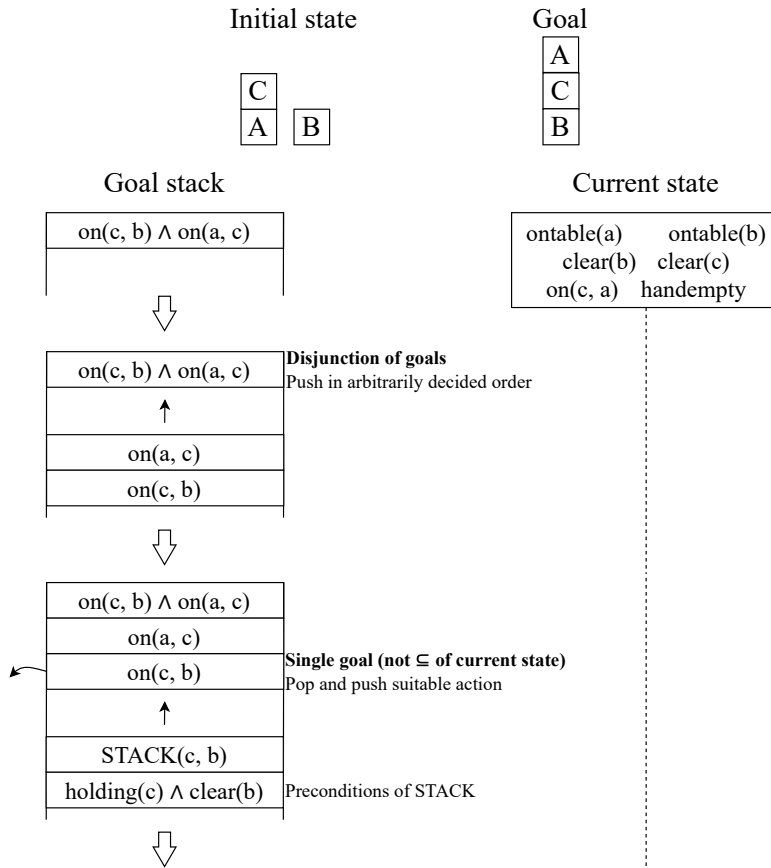 Initial state
Goal
C
A B
A
C
B
Goal stack
Current state
on(c, b) ∧ on(a, c)
ontable(a) ontable(b)
clear(b) clear(c)
on(c, a) handempty
on(c, b) ∧ on(a, c)
Disjunction of goals
Push in arbitrarily decided order
on(a, c)
on(c, b)
on(c, b) ∧ on(a, c)
on(a, c)
on(c, b)
Single goal (not ⊆ of current state)
Pop and push suitable action
STACK(c, b)
holding(c) ∧ clear(b)
Preconditions of STACK